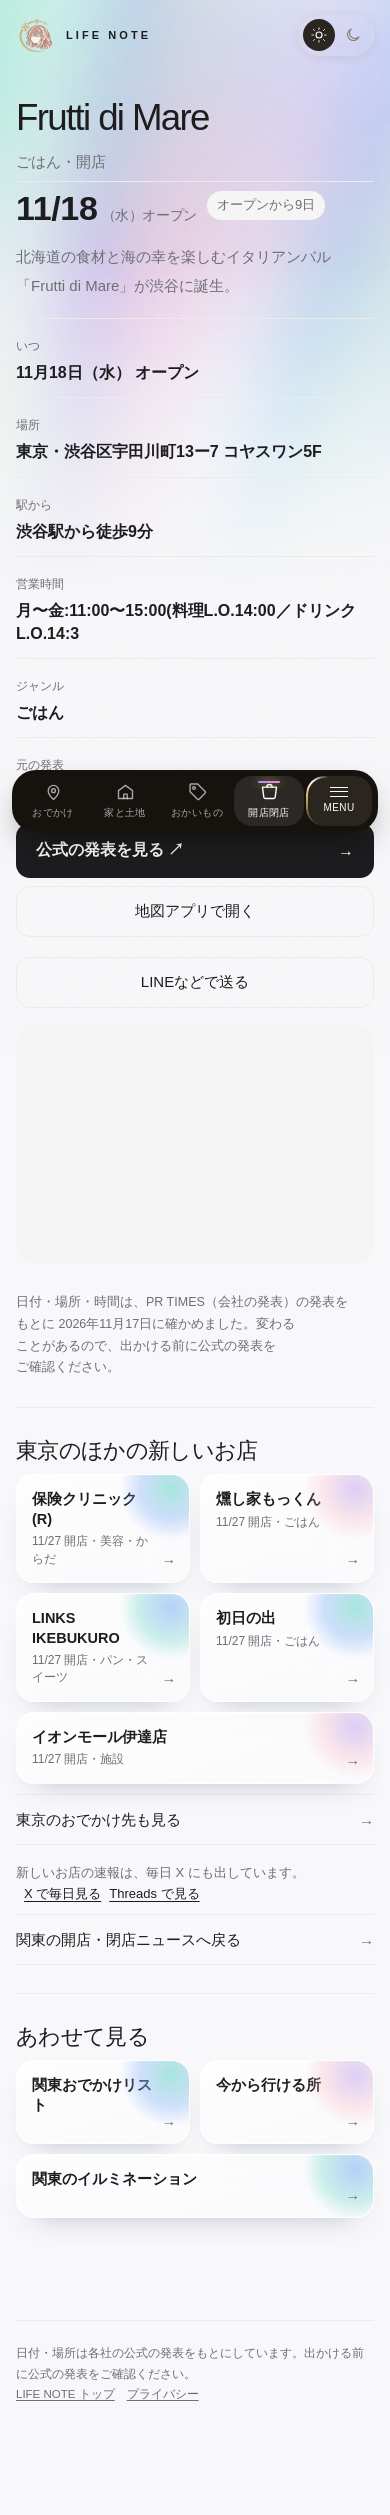 LIFE NOTE
Frutti di Mare
ごはん・開店
11/18 （水）オープン オープンから9日
北海道の食材と海の幸を楽しむイタリアンバル
「Frutti di Mare」が渋谷に誕生。
いつ
11月18日（水） オープン
場所
東京・渋谷区宇田川町13ー7 コヤスワン5F
駅から
渋谷駅から徒歩9分
営業時間
月〜金:11:00〜15:00(料理L.O.14:00／ドリンク
L.O.14:3
ジャンル
ごはん
元の発表
おでかけ 家と土地 おかいもの 開店閉店 MENU
公式の発表を見る ↗ →
地図アプリで開く
LINEなどで送る
日付・場所・時間は、PR TIMES（会社の発表）の発表を
もとに 2026年11月17日に確かめました。変わる
ことがあるので、出かける前に公式の発表を
ご確認ください。
東京のほかの新しいお店
保険クリニック
(R)
11/27 開店・美容・か
らだ →
燻し家もっくん
11/27 開店・ごはん
→
LINKS
IKEBUKURO
11/27 開店・パン・ス
イーツ →
初日の出
11/27 開店・ごはん
→
イオンモール伊達店
11/27 開店・施設 →
東京のおでかけ先も見る →
新しいお店の速報は、毎日 X にも出しています。
X で毎日見る Threads で見る
関東の開店・閉店ニュースへ戻る →
あわせて見る
関東おでかけリス
ト →
今から行ける所
→
関東のイルミネーション
→
日付・場所は各社の公式の発表をもとにしています。出かける前
に公式の発表をご確認ください。
LIFE NOTE トップ プライバシー